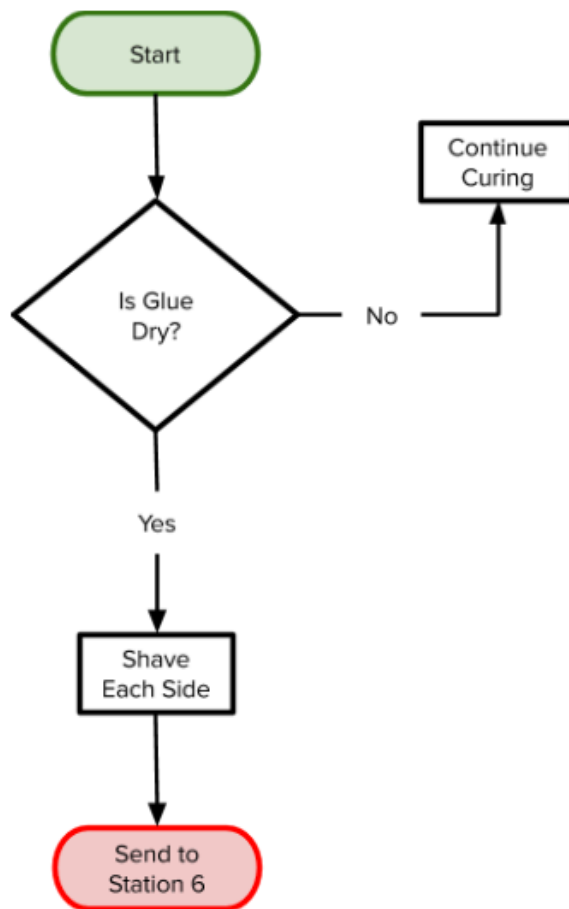 Start
Continue
Curing
Is Glue
Dry?
No
Yes
Shave
Each Side
Send to
Station 6